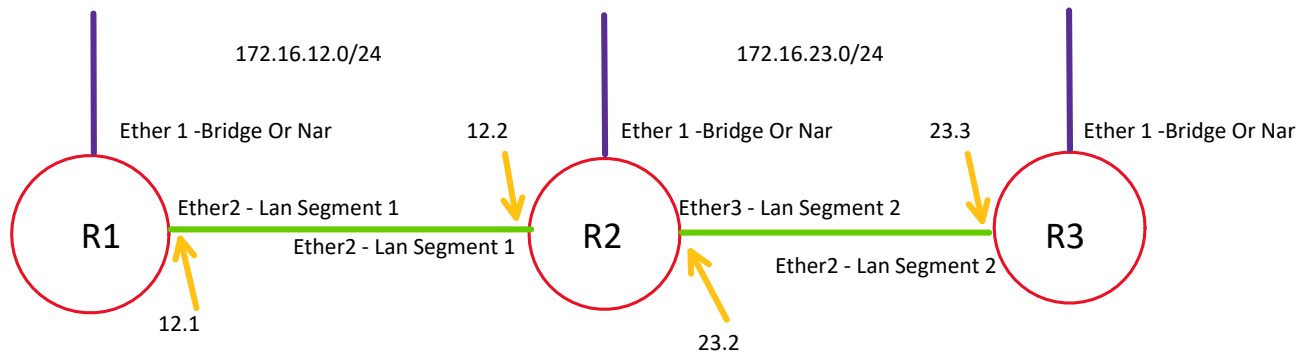 172.16.12.0/24
172.16.23.0/24
Ether 1 -Bridge Or Nar
12.2
Ether 1 -Bridge Or Nar
23.3
Ether 1 -Bridge Or Nar
Ether2 - Lan Segment 1
Ether3 - Lan Segment 2
R1
R2
R3
Ether2 - Lan Segment 1
Ether2 - Lan Segment 2
12.1
23.2